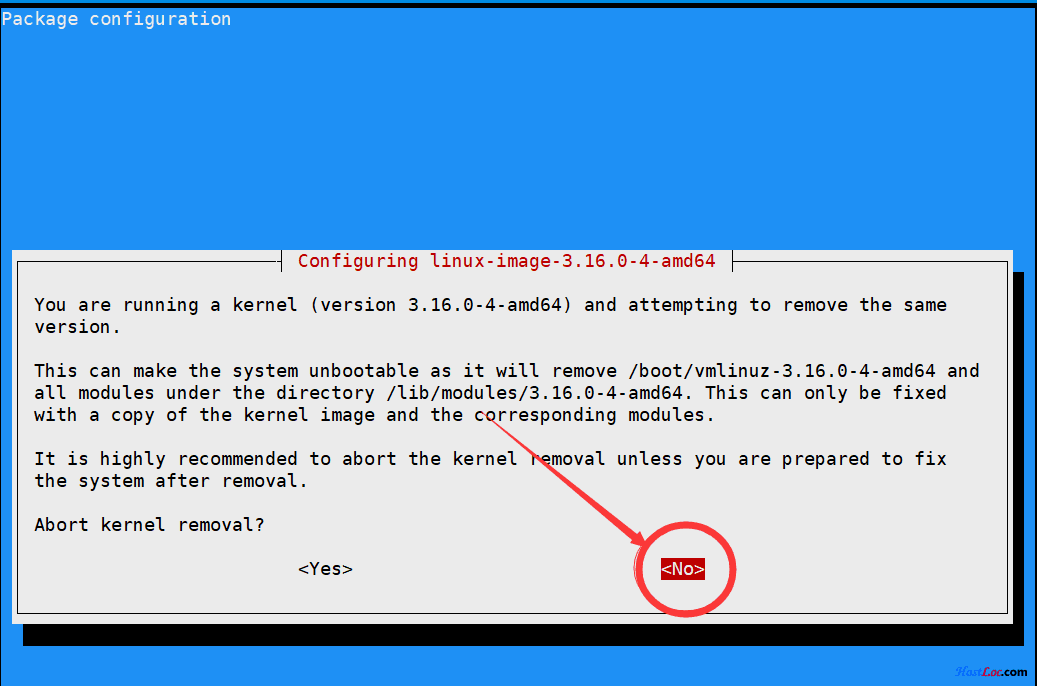 Package configuration
Configuring linux-image-3.16.0-4-amd64
You are running a kernel (version 3.16.0-4-amd64) and attempting to remove the same
version.
This can make the system unbootable as it will remove /boot/vmlinuz-3.16.0-4-amd64 and
all modules under the directory /lib/modules/3.16.0-4-amd64. This can only be fixed
with a copy of the kernel image and the corresponding modules.
It is highly recommended to abort the kernel removal unless you are prepared to fix
the system after removal.
Abort kernel removal?
<Yes> <No>
HostLoc.com